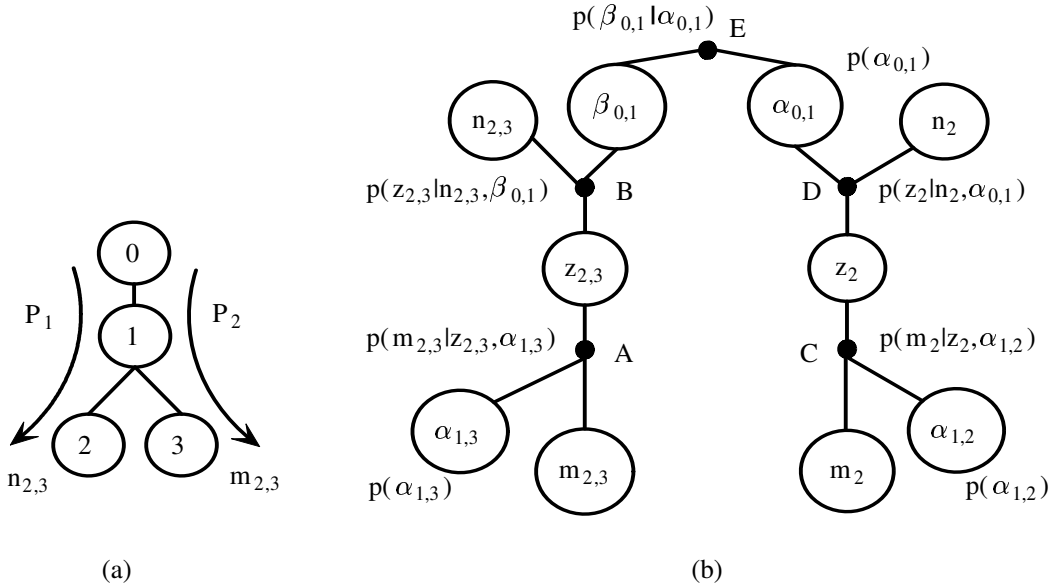 0
P₁
P₂
1
2
3
n₂,₃
m₂,₃
(a)
p(β₀,₁|α₀,₁)
E
p(α₀,₁)
n₂,₃
β₀,₁
α₀,₁
n₂
p(z₂,₃|n₂,₃,β₀,₁)
B
D
p(z₂|n₂,α₀,₁)
z₂,₃
z₂
p(m₂,₃|z₂,₃,α₁,₃)
A
C
p(m₂|z₂,α₁,₂)
α₁,₃
m₂,₃
m₂
α₁,₂
p(α₁,₃)
p(α₁,₂)
(b)